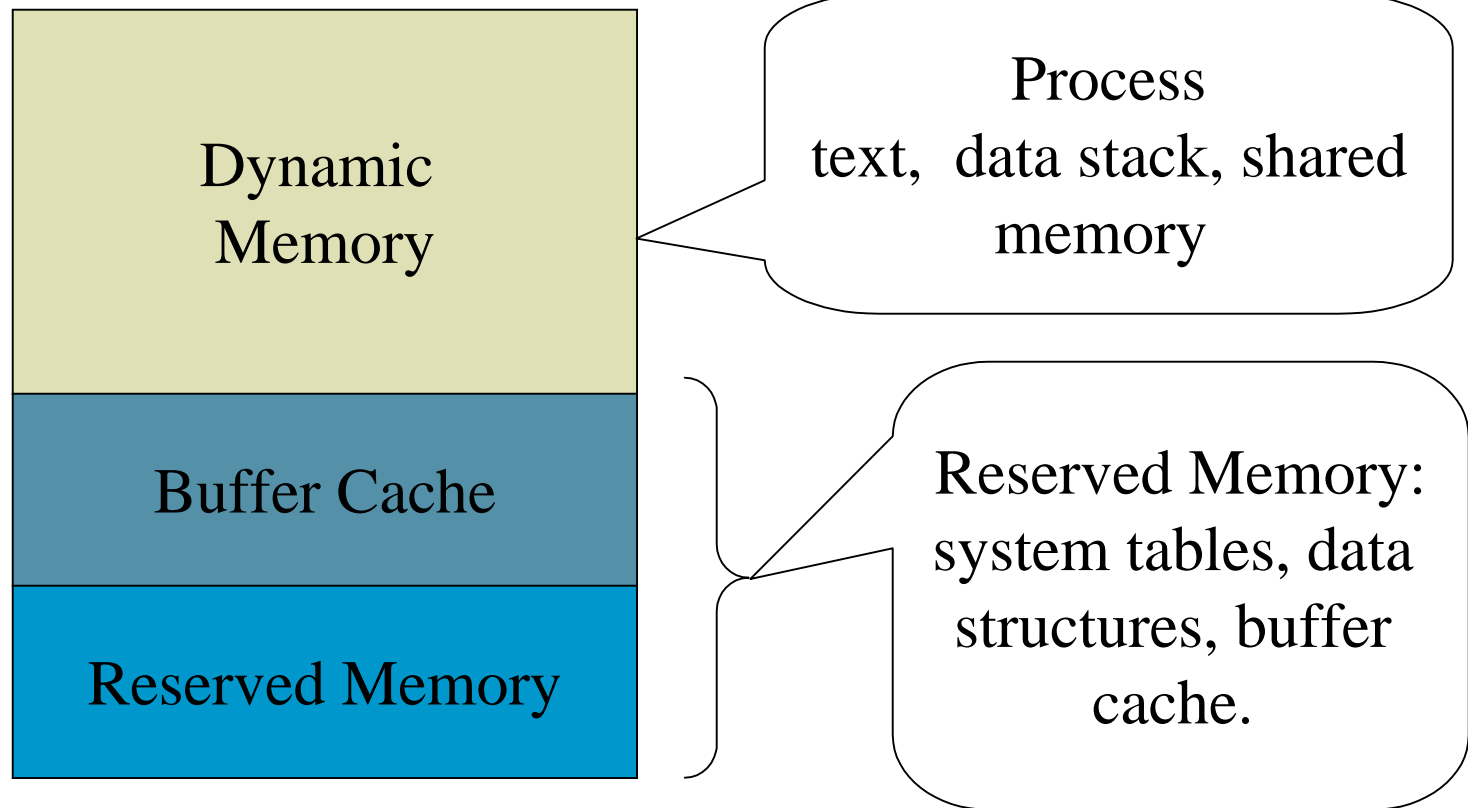 Dynamic
Memory
Buffer Cache
Reserved Memory
Process
text, data stack, shared
memory
Reserved Memory:
system tables, data
structures, buffer
cache.